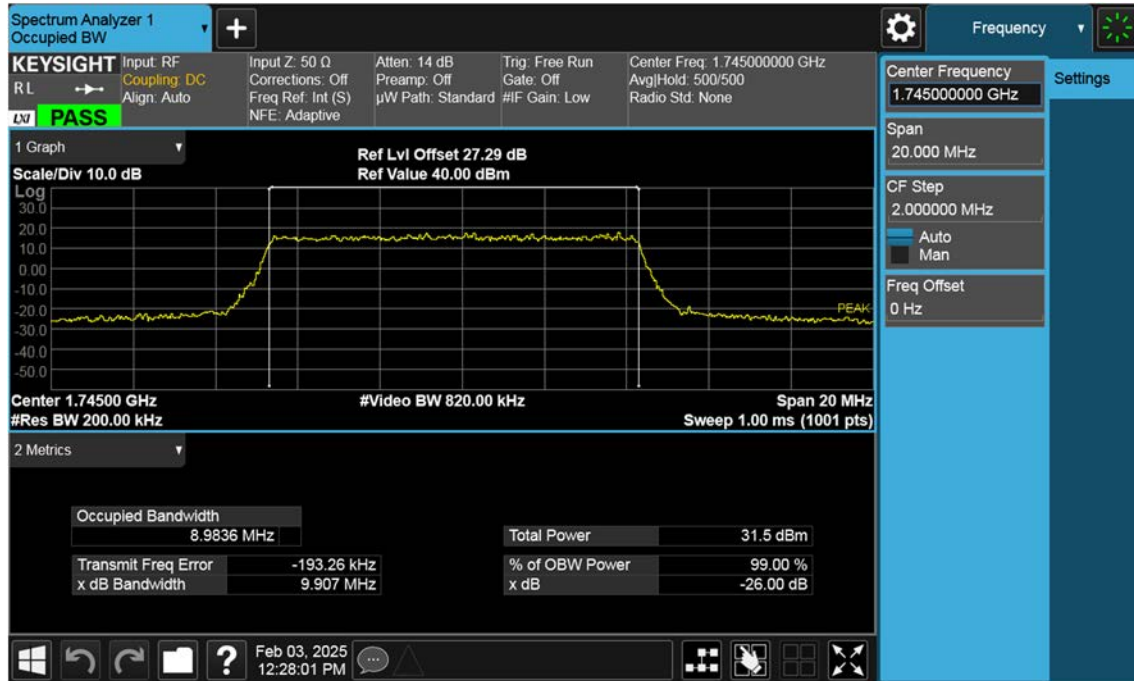 Spectrum Analyzer 1
Occupied BW
+
Frequency
KEYSIGHT
R L
LXI PASS
Input: RF
Coupling: DC
Align: Auto
Input Z: 50 Ω
Corrections: Off
Freq Ref: Int (S)
NFE: Adaptive
Atten: 14 dB
Preamp: Off
µW Path: Standard
Trig: Free Run
Gate: Off
#IF Gain: Low
Center Freq: 1.745000000 GHz
Avg|Hold: 500/500
Radio Std: None
Center Frequency
1.745000000 GHz
Settings
Span
20.000 MHz
CF Step
2.000000 MHz
Auto
Man
Freq Offset
0 Hz
1 Graph
Scale/Div 10.0 dB
Ref Lvl Offset 27.29 dB
Ref Value 40.00 dBm
Log
30.0
20.0
10.0
0.00
-10.0
-20.0
-30.0
-40.0
-50.0
PEAK
Center 1.74500 GHz
#Video BW 820.00 kHz
Span 20 MHz
#Res BW 200.00 kHz
Sweep 1.00 ms (1001 pts)
2 Metrics
Occupied Bandwidth
8.9836 MHz
Total Power 31.5 dBm
Transmit Freq Error -193.26 kHz
% of OBW Power 99.00 %
x dB Bandwidth 9.907 MHz
x dB -26.00 dB
?
Feb 03, 2025
12:28:01 PM